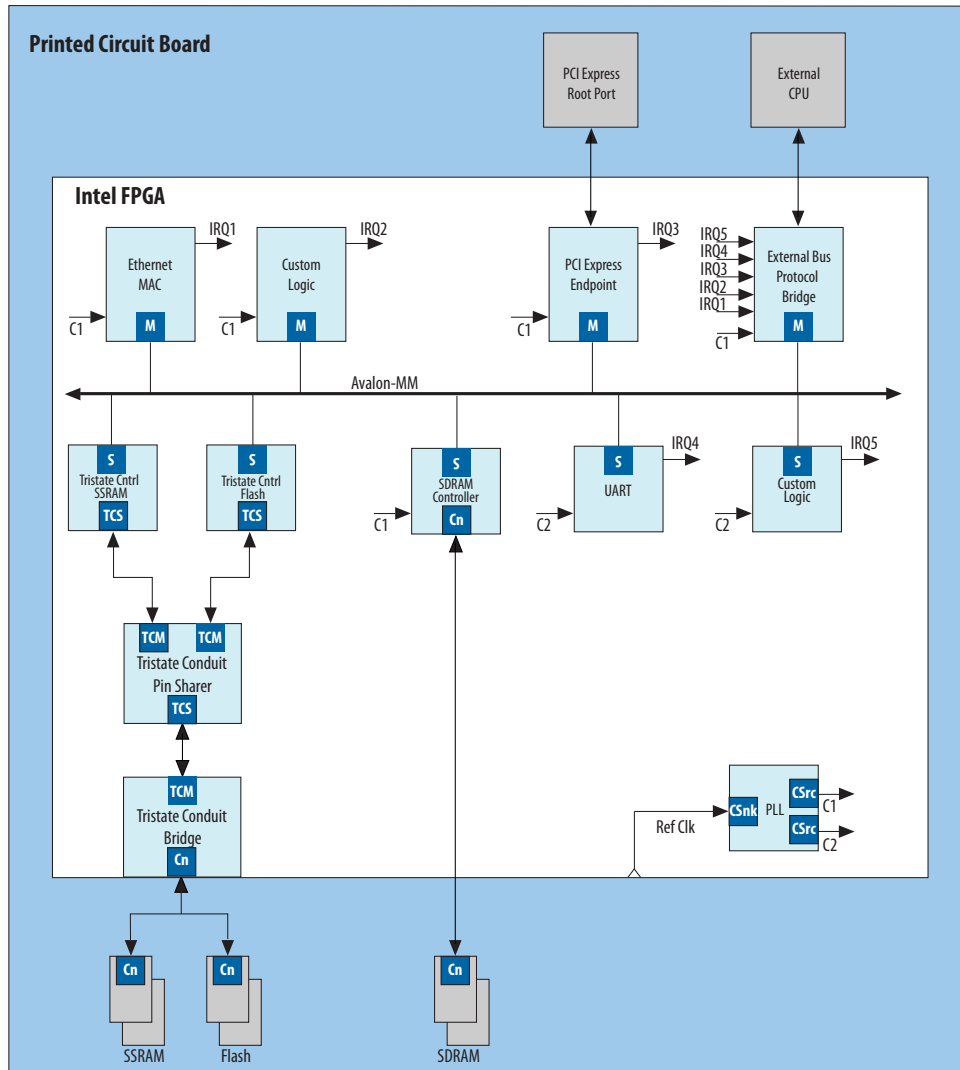 Printed Circuit Board
PCI Express
Root Port
External
CPU
Intel FPGA
IRQ1
IRQ2
IRQ3
Ethernet
MAC
C1
M
Custom
Logic
C1
M
PCI Express
Endpoint
C1
M
IRQ5
IRQ4
IRQ3
IRQ2
IRQ1
C1
External Bus
Protocol
Bridge
M
Avalon-MM
S
Tristate Cntrl
SSRAM
TCS
S
Tristate Cntrl
Flash
TCS
S
SDRAM
Controller
C1
Cn
S
UART
IRQ4
C2
S
Custom
Logic
IRQ5
C2
TCM
TCM
Tristate Conduit
Pin Sharer
TCS
TCM
Tristate Conduit
Bridge
Cn
Ref Clk
CSnk
PLL
CSrc
C1
CSrc
C2
Cn
Cn
Cn
SSRAM
Flash
SDRAM